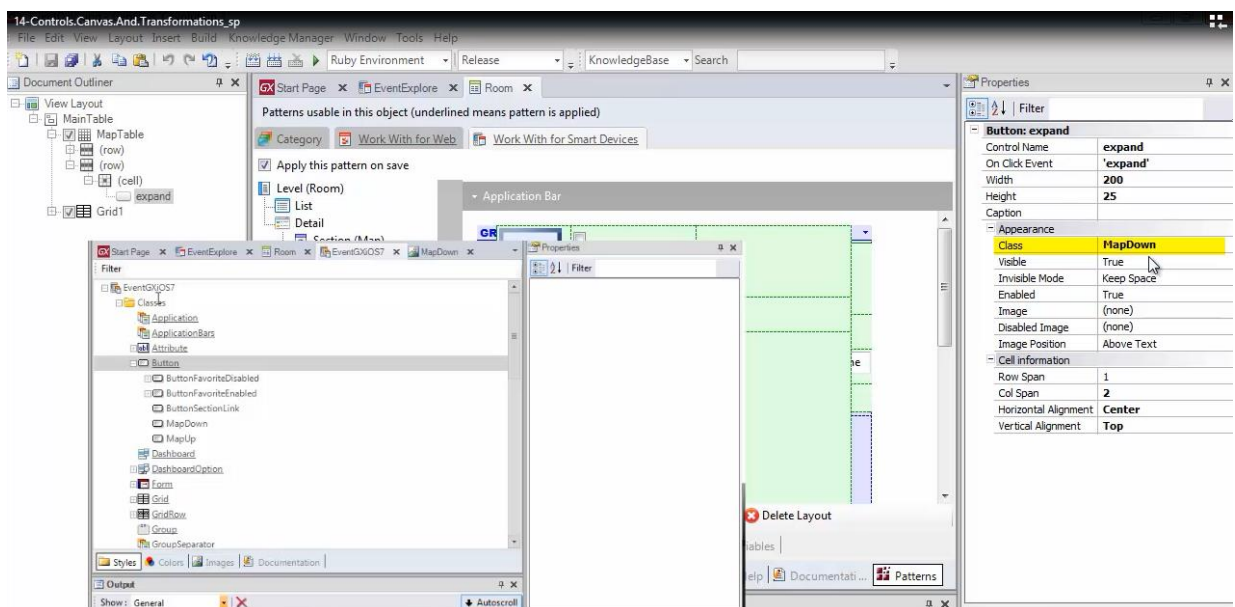 14-Controls.Canvas.And.Transformations_sp
File Edit View Layout Insert Build Knowledge Manager Window Tools Help
Ruby Environment Release KnowledgeBase Search
Document Outliner
View Layout
MainTable
MapTable
(row)
(row)
(cell)
expand
Grid1
GX Start Page EventExplore Room
Patterns usable in this object (underlined means pattern is applied)
Category Work With for Web Work With for Smart Devices
Apply this pattern on save
Level (Room)
List
Detail
Section (Map)
Application Bar
GR
Delete Layout
Patterns
Properties
Filter
Button: expand
Control Name expand
On Click Event 'expand'
Width 200
Height 25
Caption
Appearance
Class MapDown
Visible True
Invisible Mode Keep Space
Enabled True
Image (none)
Disabled Image (none)
Image Position Above Text
Cell information
Row Span 1
Col Span 2
Horizontal Alignment Center
Vertical Alignment Top
GX Start Page EventExplore Room EventGXiOS7 MapDown
Filter
EventGXiOS7
Classes
Application
ApplicationBars
Attribute
Button
ButtonFavoriteDisabled
ButtonFavoriteEnabled
ButtonSectionLink
MapDown
MapUp
Dashboard
DashboardOption
Form
Grid
GridRow
Group
GroupSeparator
Styles Colors Images Documentation
Output
Show: General Autoscroll
Properties
Filter
iables
elp Documentati...